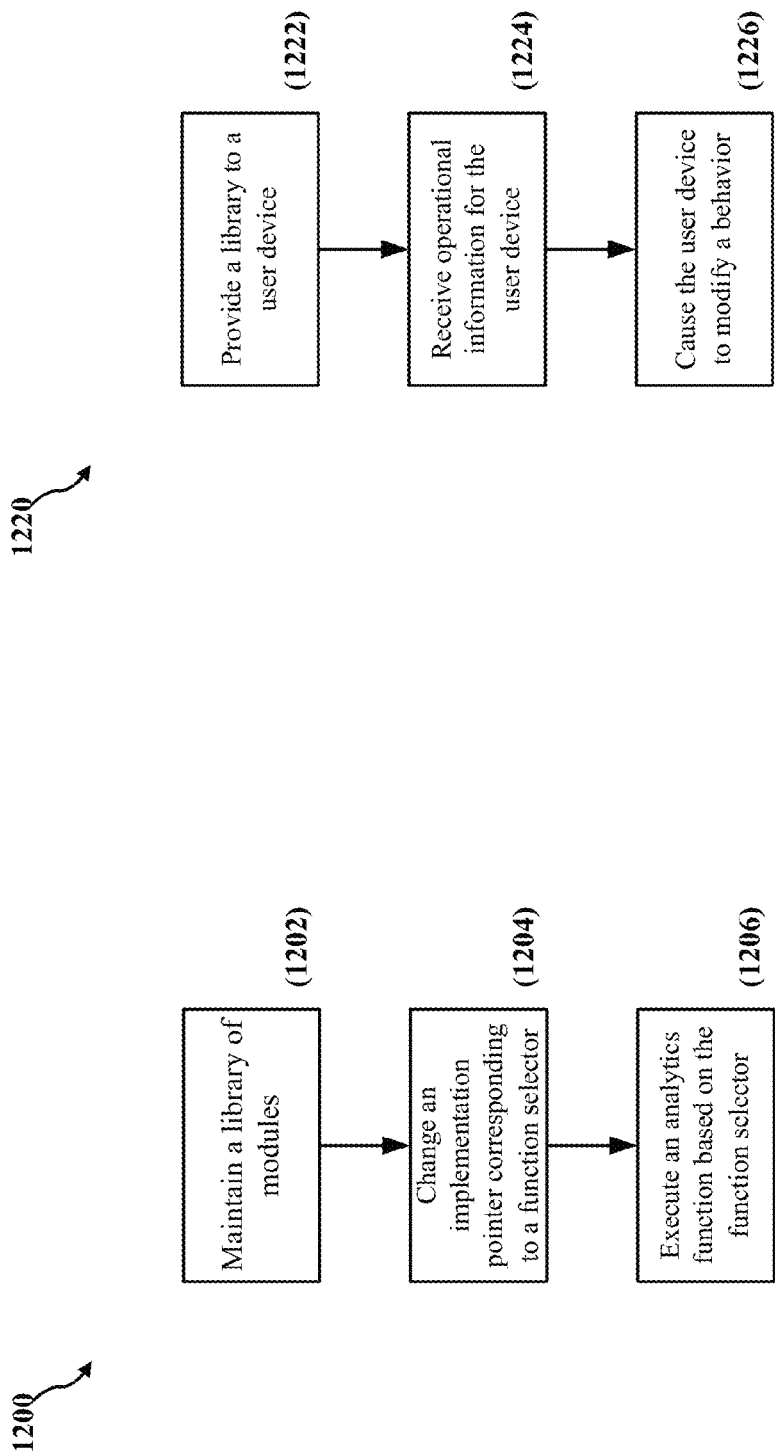 1200
Maintain a library of
modules
(1202)
Change an
implementation
pointer corresponding
to a function selector
(1204)
Execute an analytics
function based on the
function selector
(1206)
1220
Provide a library to a
user device
(1222)
Receive operational
information for the
user device
(1224)
Cause the user device
to modify a behavior
(1226)